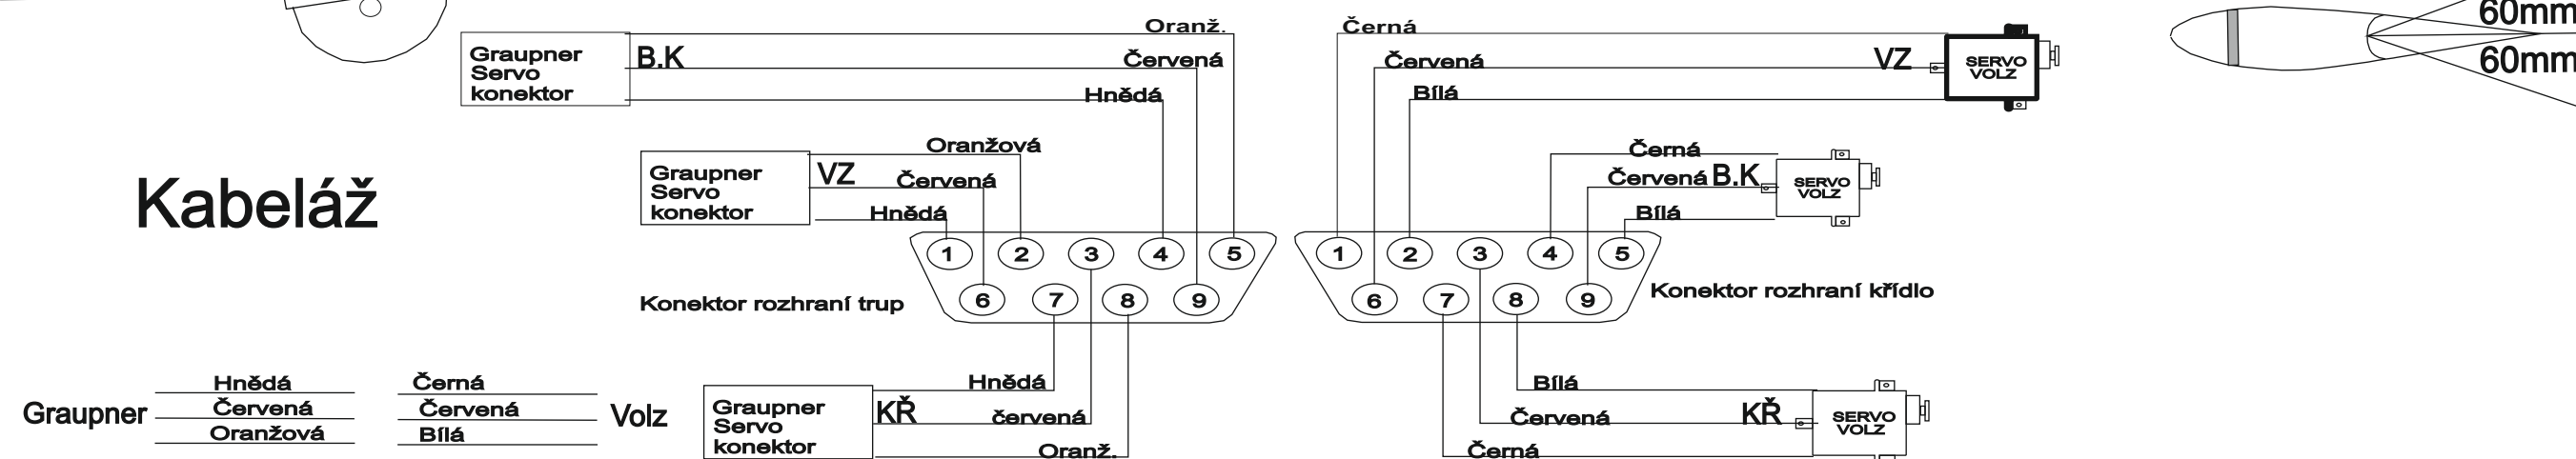 Oranž.
Černá
60mm
Graupner
Servo
konektor
B.K
Červená
Červená
VZ
SERVO
VOLZ
60mm
Hnědá
Bílá
Kabeláž
Oranžová
Černá
Graupner
Servo
konektor
VZ
Červená
Červená
B.K
SERVO
VOLZ
Hnědá
Bílá
1 2 3 4 5
1 2 3 4 5
6 7 8 9
6 7 8 9
Konektor rozhraní trup
Konektor rozhraní křídlo
Graupner
Hnědá
Červená
Oranžová
Černá
Červená
Bílá
Volz
Graupner
Servo
konektor
KŘ
Hnědá
červená
Oranž.
Bílá
Červená
Černá
KŘ
SERVO
VOLZ